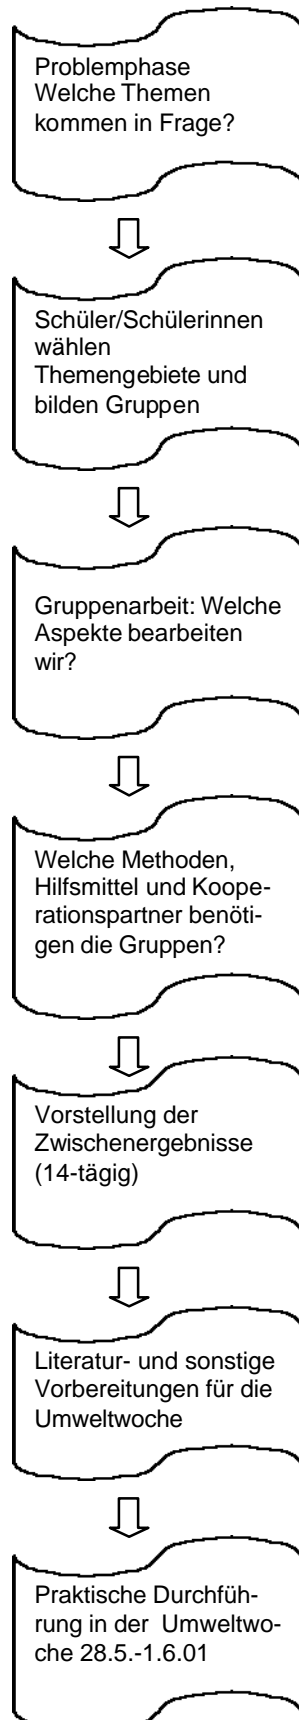 Problemphase
Welche Themen
kommen in Frage?
Schüler/Schülerinnen
wählen
Themengebiete und
bilden Gruppen
Gruppenarbeit: Welche
Aspekte bearbeiten
wir?
Welche Methoden,
Hilfsmittel und Koope-
rationspartner benöti-
gen die Gruppen?
Vorstellung der
Zwischenergebnisse
(14-tägig)
Literatur- und sonstige
Vorbereitungen für die
Umweltwoche
Praktische Durchfüh-
rung in der Umweltwo-
che 28.5.-1.6.01